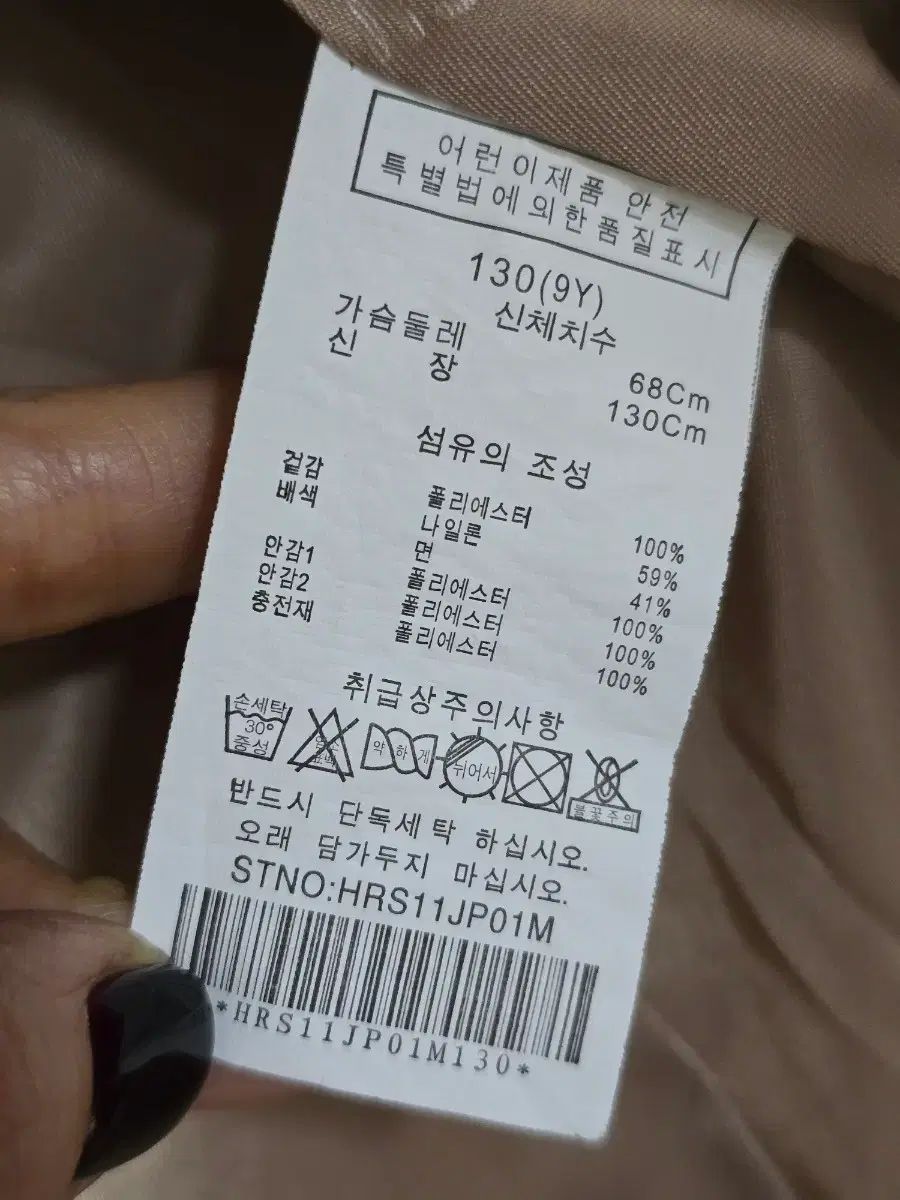 어린이제품 안전
특별법에의한품질표시
130(9Y)
신체치수
가슴둘레 68Cm
신 장 130Cm
섬유의 조성
겉감 폴리에스터 100%
배색 나일론 59%
면 41%
안감1 폴리에스터 100%
안감2 폴리에스터 100%
충전재 폴리에스터 100%
취급상주의사항
손세탁
30°
중성
염소
표백
약하게
뉘어서
불꽃주의
반드시 단독세탁 하십시오.
오래 담가두지 마십시오.
STNO:HRS11JP01M
*HRS11JP01M130*